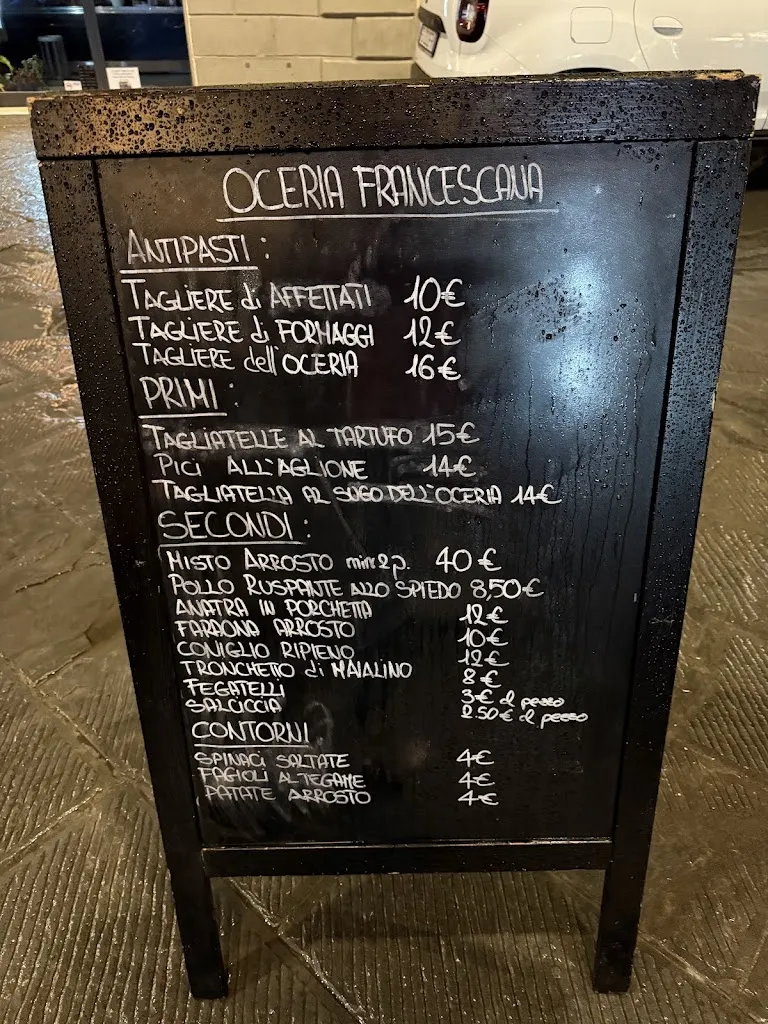 OCERIA FRANCESCANA
ANTIPASTI:
TAGLIERE di AFFETTATI 10€
TAGLIERE di FORMAGGI 12€
TAGLIERE dell'OCERIA 16€
PRIMI:
TAGLIATELLE AL TARTUFO 15€
PICI ALL'AGLIONE 14€
TAGLIATELLA AL SUGO DELL'OCERIA 14€
SECONDI:
MISTO ARROSTO min 2 p. 40€
POLLO RUSPANTE ALLO SPIEDO 8,50€
ANATRA IN PORCHETTA 12€
FARAONA ARROSTO 10€
CONIGLIO RIPIENO 12€
TRONCHETTO di MAIALINO 8€
FEGATELLI 3€ al pezzo
SALCICCIA 2.50€ al pezzo
CONTORNI
SPINACI SALTATE 4€
FAGIOLI AL TEGAME 4€
PATATE ARROSTO 4€